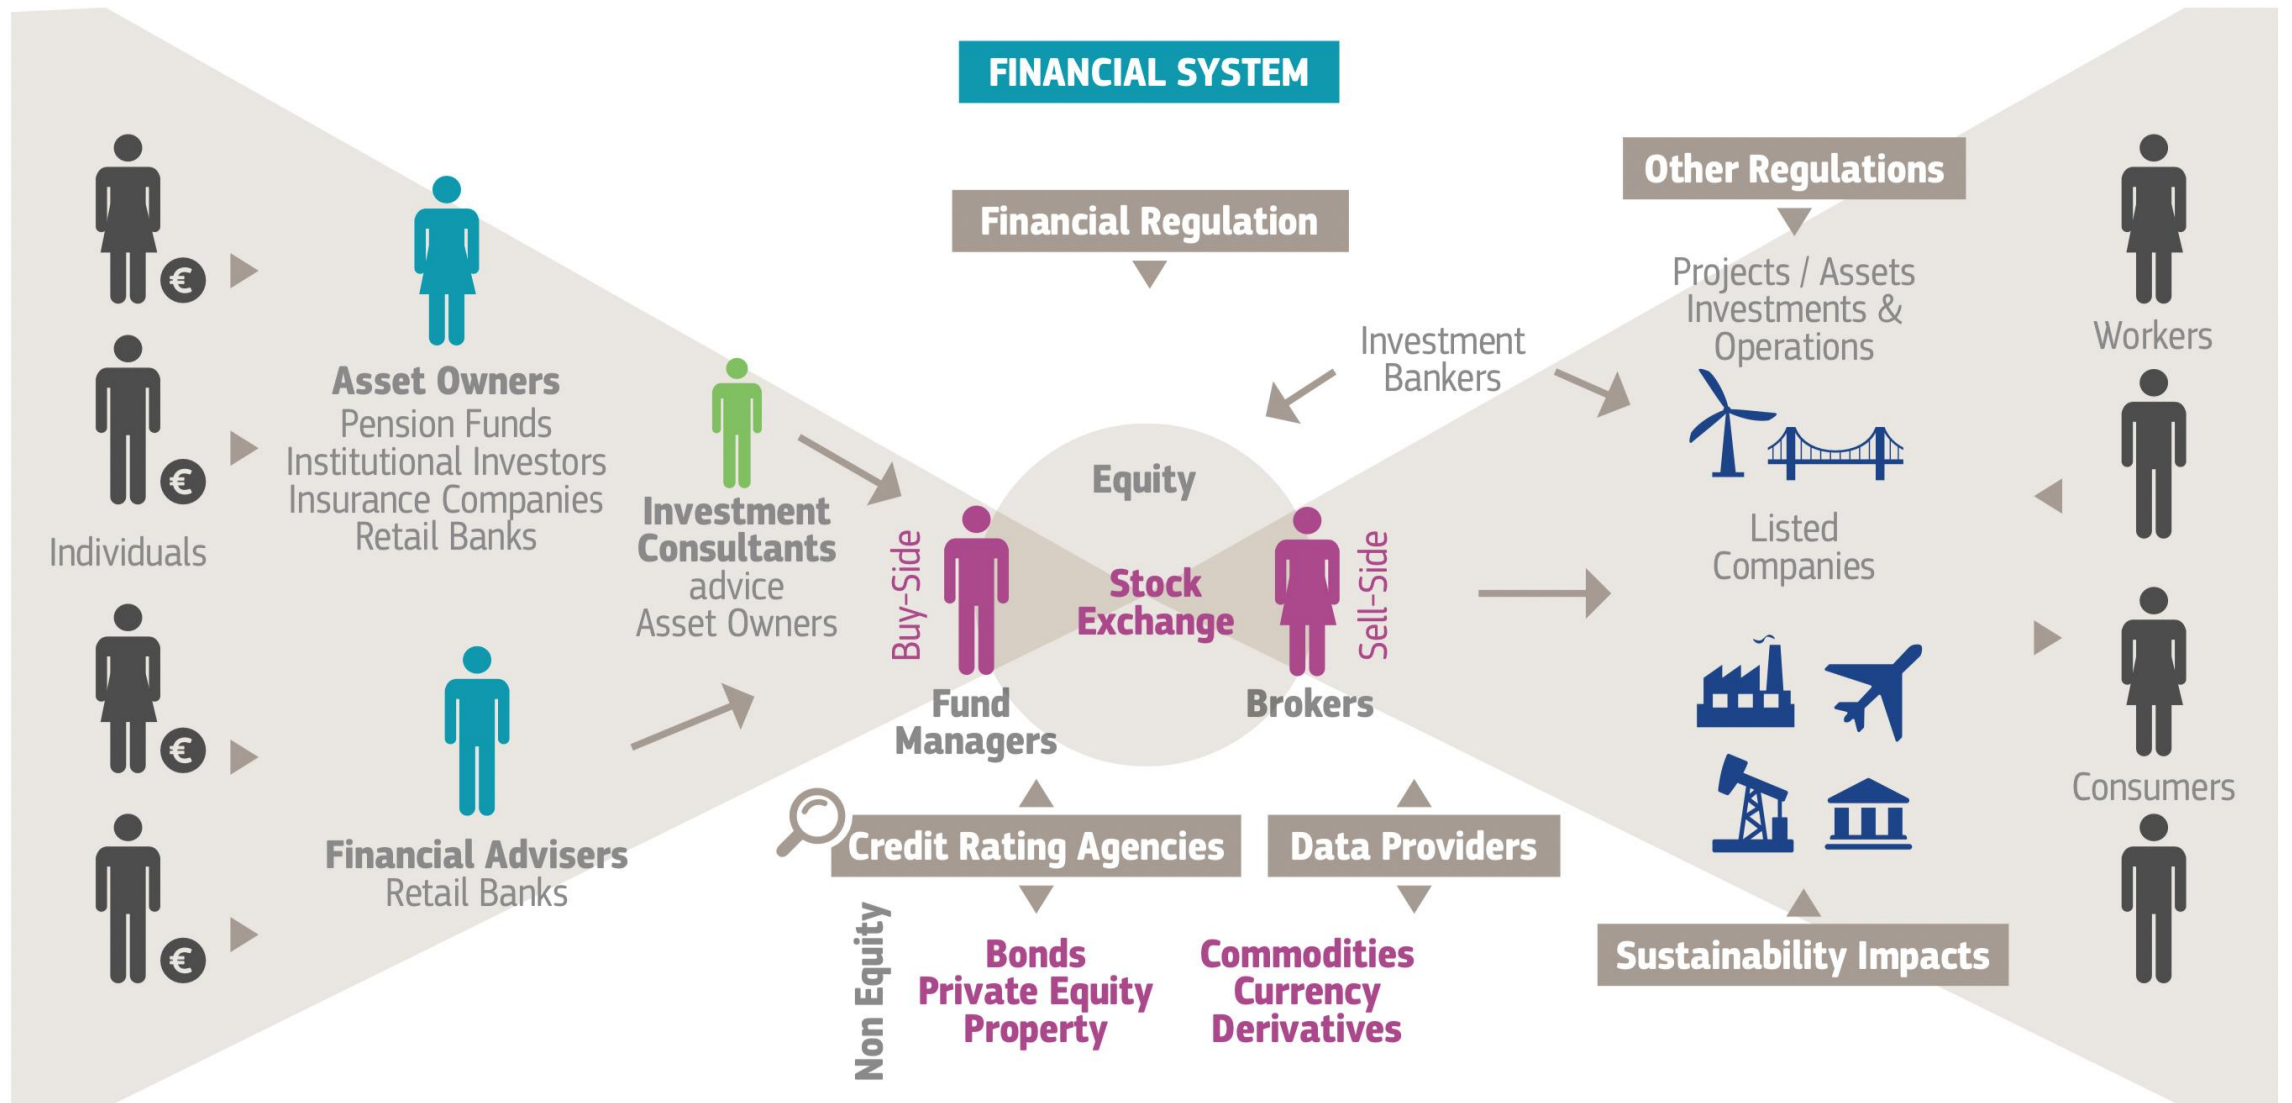 FINANCIAL SYSTEM
Financial Regulation
Other Regulations
€
€
Individuals
€
€
Asset Owners
Pension Funds
Institutional Investors
Insurance Companies
Retail Banks
Financial Advisers
Retail Banks
Investment
Consultants
advice
Asset Owners
Buy-Side
Fund
Managers
Equity
Stock
Exchange
Investment
Bankers
Sell-Side
Brokers
Credit Rating Agencies
Data Providers
Non Equity
Bonds
Private Equity
Property
Commodities
Currency
Derivatives
Projects / Assets
Investments &
Operations
Listed
Companies
Sustainability Impacts
Workers
Consumers